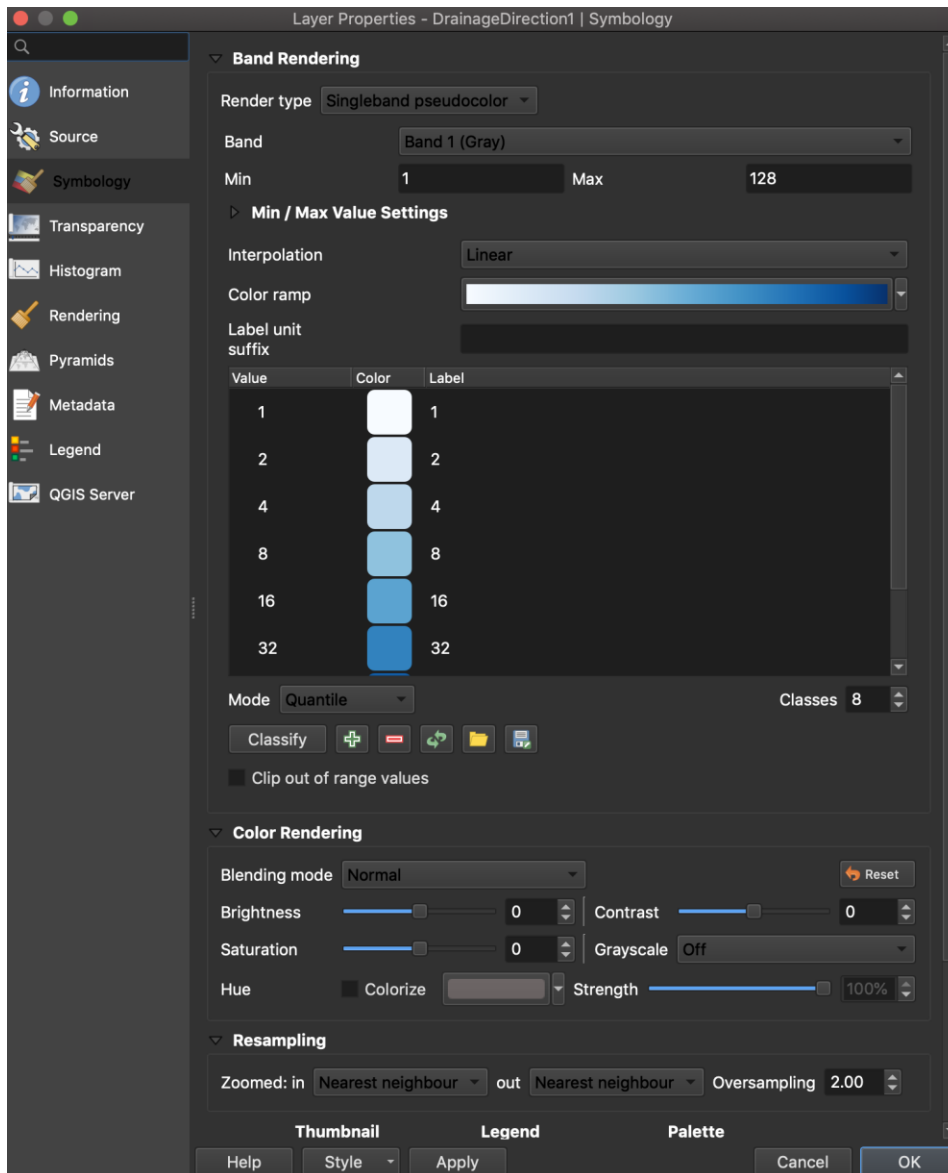 Layer Properties - DrainageDirection1 | Symbology
Information
Source
Symbology
Transparency
Histogram
Rendering
Pyramids
Metadata
Legend
QGIS Server
Band Rendering
Render type Singleband pseudocolor
Band Band 1 (Gray)
Min 1 Max 128
Min / Max Value Settings
Interpolation Linear
Color ramp
Label unit
suffix
Value Color Label
1 1
2 2
4 4
8 8
16 16
32 32
Mode Quantile Classes 8
Classify
Clip out of range values
Color Rendering
Blending mode Normal Reset
Brightness 0 Contrast 0
Saturation 0 Grayscale Off
Hue Colorize Strength 100%
Resampling
Zoomed: in Nearest neighbour out Nearest neighbour Oversampling 2.00
Thumbnail Legend Palette
Help Style Apply Cancel OK